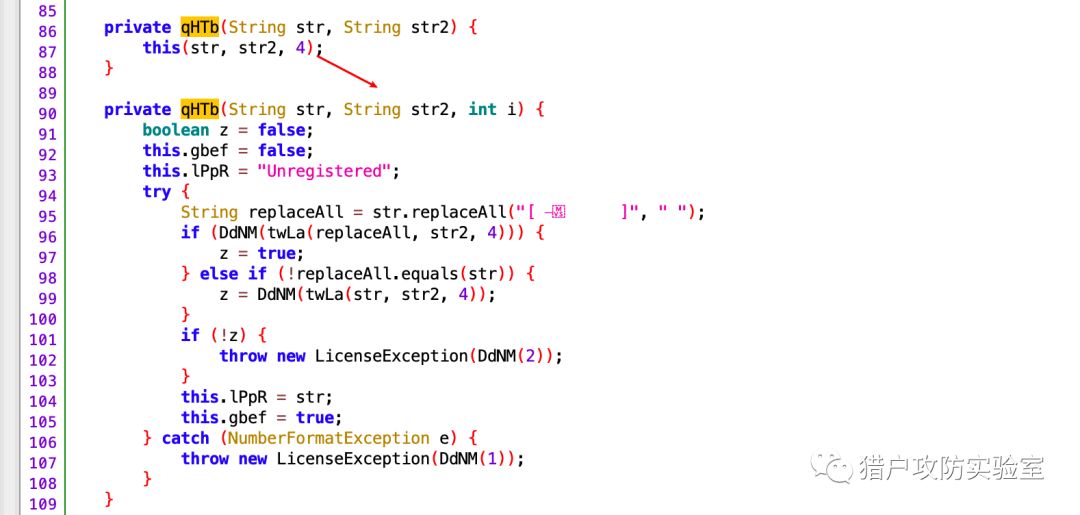 85
86 private qHTb(String str, String str2) {
87 this(str, str2, 4);
88 }
89
90 private qHTb(String str, String str2, int i) {
91 boolean z = false;
92 this.gbef = false;
93 this.lPpR = "Unregistered";
94 try {
95 String replaceAll = str.replaceAll("[ – ]", " ");
96 if (DdNM(twLa(replaceAll, str2, 4))) {
97 z = true;
98 } else if (!replaceAll.equals(str)) {
99 z = DdNM(twLa(str, str2, 4));
100 }
101 if (!z) {
102 throw new LicenseException(DdNM(2));
103 }
104 this.lPpR = str;
105 this.gbef = true;
106 } catch (NumberFormatException e) {
107 throw new LicenseException(DdNM(1));
108 }
109 }
猎户攻防实验室